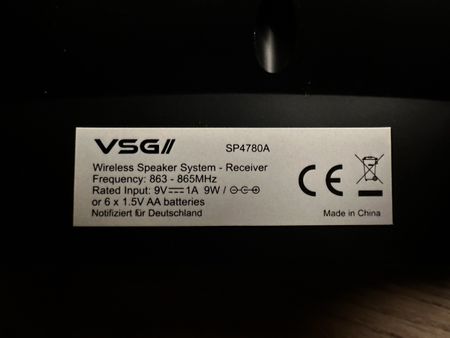 VSG//
SP4780A
Wireless Speaker System - Receiver
Frequency: 863 - 865MHz
Rated Input: 9V⎓1A 9W /
or 6 x 1.5V AA batteries
Notifiziert für Deutschland
CE
Made in China